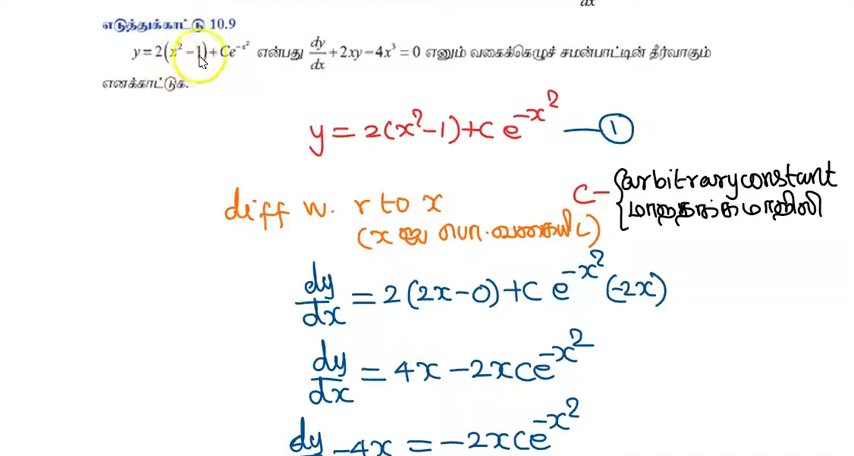 dx
எடுத்துக்காட்டு 10.9
y = 2(x² − 1) + Ce^{−x²} என்பது dy/dx + 2xy − 4x³ = 0 எனும் வகைக்கெழுச் சமன்பாட்டின் தீர்வாகும்
எனக்காட்டுக.
y = 2(x²-1)+C e^{-x²} — ①
C - { arbitrary constant
diff w. r to x
(x ஐ பொ. வகையிட)
dy/dx = 2(2x-0)+C e^{-x²} (-2x)
dy/dx = 4x - 2xCe^{-x²}
dy -4x = -2xCe^{-x²}